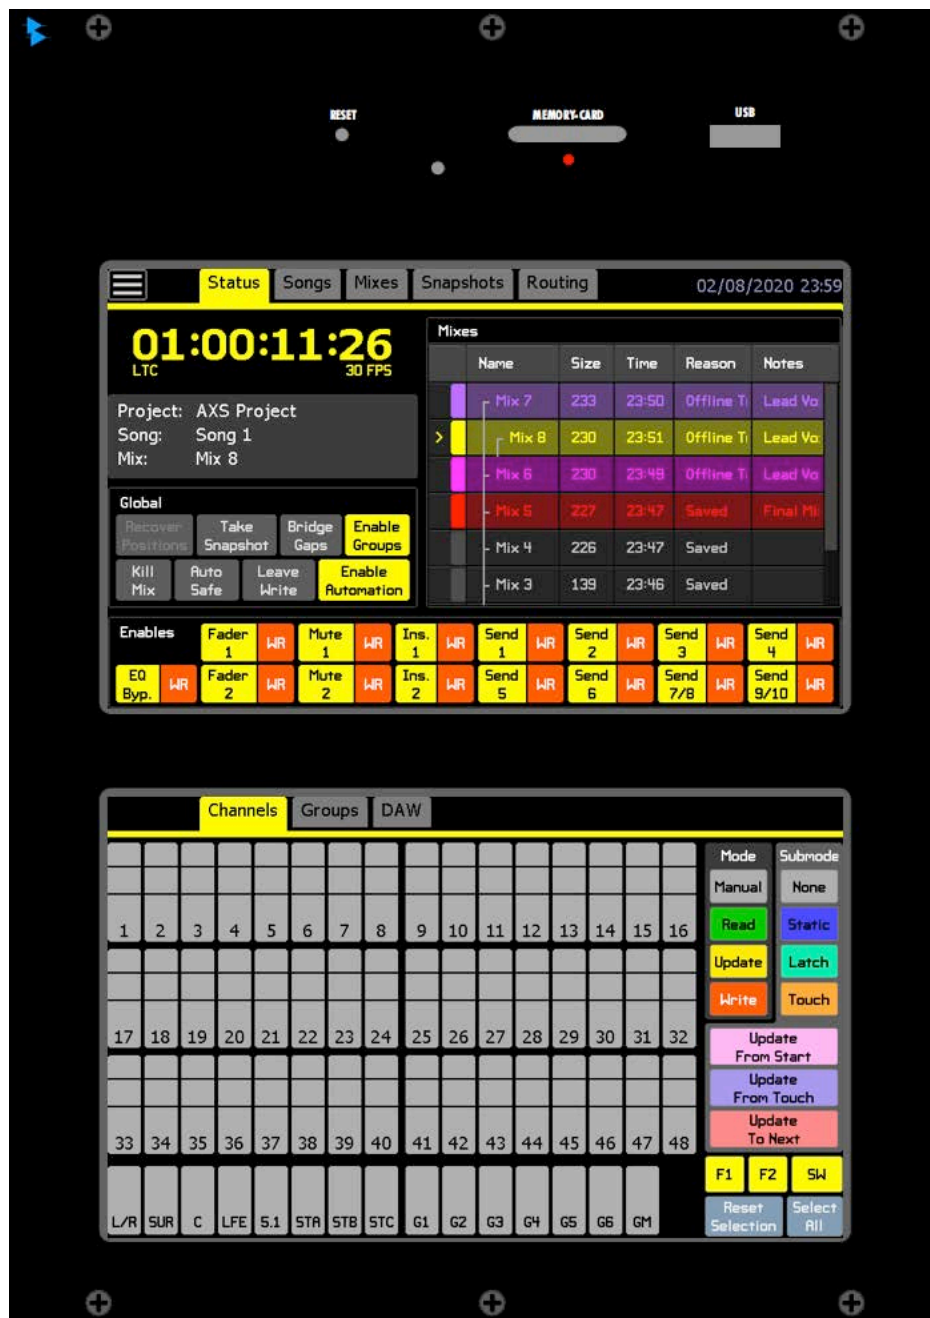 RESET
MEMORY-CARD
USB
Status Songs Mixes Snapshots Routing 02/08/2020 23:59
01:00:11:26
LTC 30 FPS
Project: AXS Project
Song: Song 1
Mix: Mix 8
Mixes
Name Size Time Reason Notes
Mix 7 233 23:50 Offline T Lead Vo
> Mix 8 230 23:51 Offline T Lead Vo
Mix 6 230 23:49 Offline T Lead Vo
Mix 5 227 23:47 Saved Final Mi
Mix 4 226 23:47 Saved
Mix 3 139 23:46 Saved
Global
Recover Take Bridge Enable
Positions Snapshot Gaps Groups
Kill Auto Leave Enable
Mix Safe Write Automation
Enables
Fader 1 WR Mute 1 WR Ins. 1 WR Send 1 WR Send 2 WR Send 3 WR Send 4 WR
EQ Byp. WR Fader 2 WR Mute 2 WR Ins. 2 WR Send 5 WR Send 6 WR Send 7/8 WR Send 9/10 WR
Channels Groups DAW
1 2 3 4 5 6 7 8 9 10 11 12 13 14 15 16
17 18 19 20 21 22 23 24 25 26 27 28 29 30 31 32
33 34 35 36 37 38 39 40 41 42 43 44 45 46 47 48
L/R SUR C LFE 5.1 STA STB STC G1 G2 G3 G4 G5 G6 GM
Mode Submode
Manual None
Read Static
Update Latch
Write Touch
Update
From Start
Update
From Touch
Update
To Next
F1 F2 SW
Reset Select
Selection All